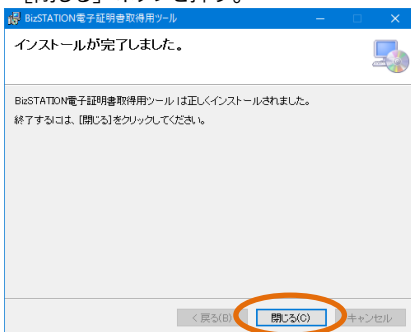 「閉じる」ボタンを押す。
BizSTATION電子証明書取得用ツール
インストールが完了しました。
BizSTATION電子証明書取得用ツール は正しくインストールされました。
終了するには、[閉じる]をクリックしてください。
< 戻る(B) 閉じる(C) キャンセル